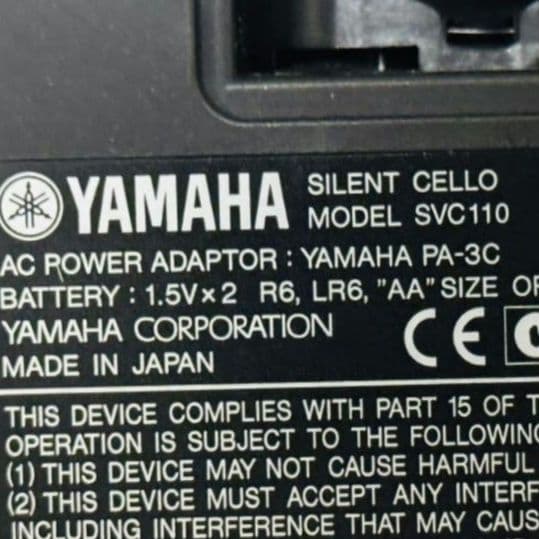 YAMAHA SILENT CELLO
MODEL SVC110
AC POWER ADAPTOR : YAMAHA PA-3C
BATTERY : 1.5V×2 R6, LR6, "AA" SIZE
YAMAHA CORPORATION
MADE IN JAPAN
CE
THIS DEVICE COMPLIES WITH PART 15 OF
OPERATION IS SUBJECT TO THE FOLLOWING
(1) THIS DEVICE MAY NOT CAUSE HARMFUL
(2) THIS DEVICE MUST ACCEPT ANY INTERF
INCLUDING INTERFERENCE THAT MAY CAUS